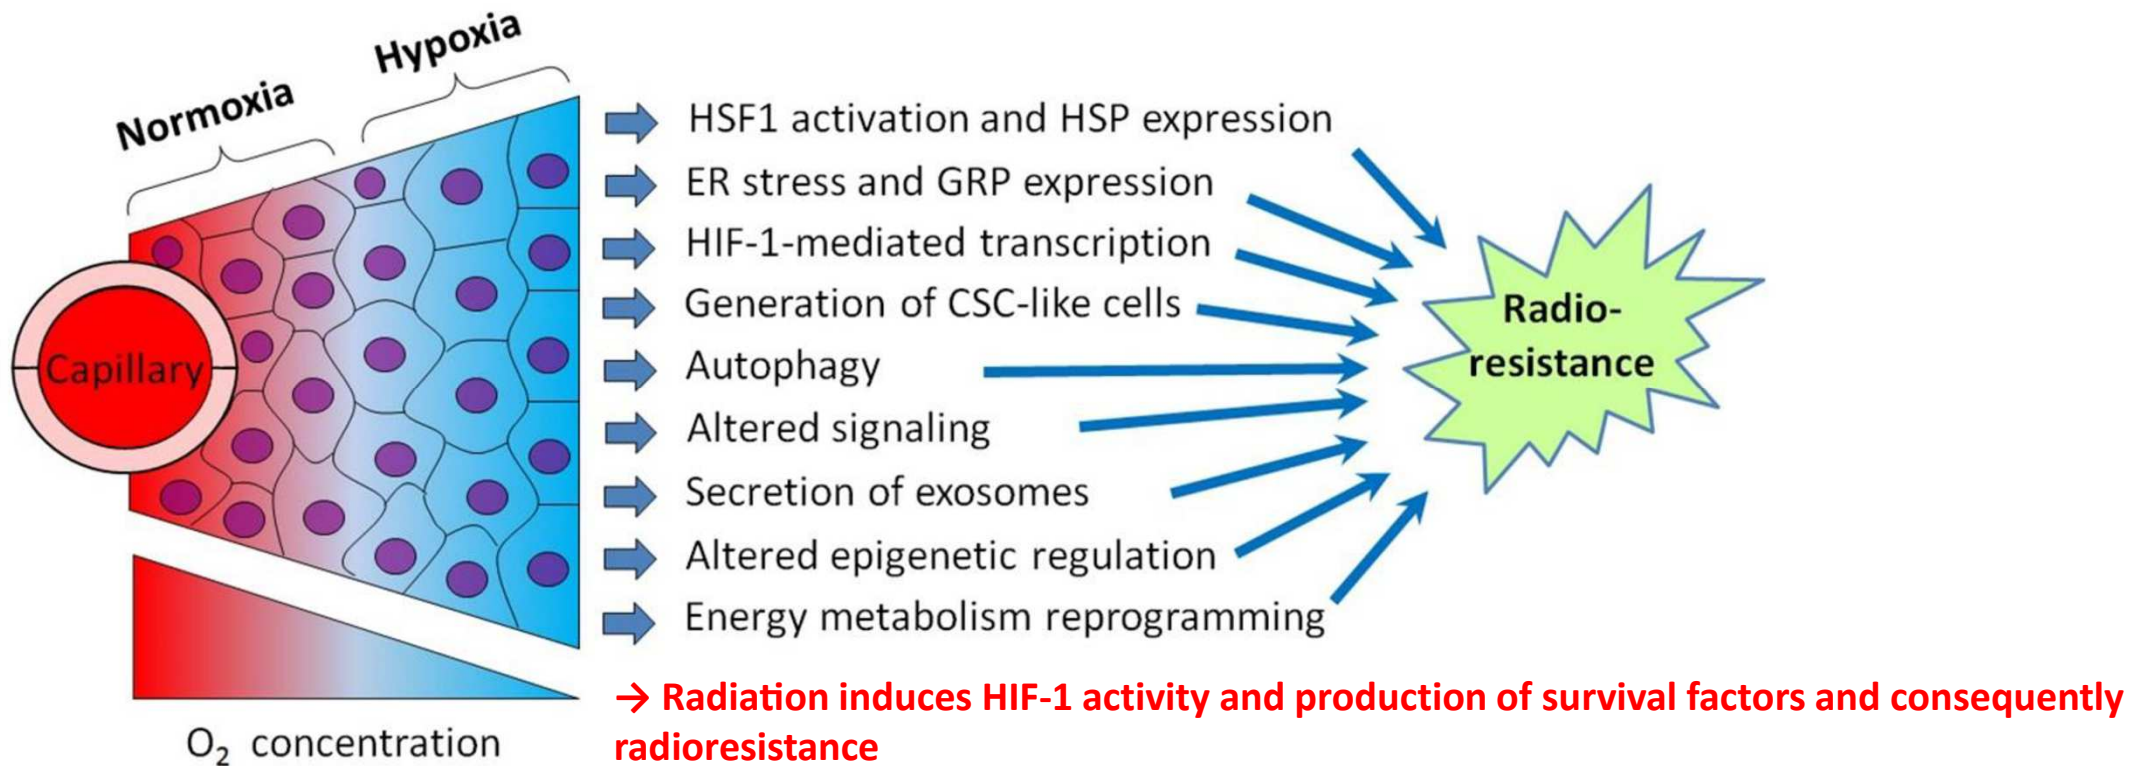 Hypoxia
Normoxia
Capillary
HSF1 activation and HSP expression
ER stress and GRP expression
HIF-1-mediated transcription
Generation of CSC-like cells
Autophagy
Altered signaling
Secretion of exosomes
Altered epigenetic regulation
Energy metabolism reprogramming
Radio-
resistance
O₂ concentration
→ Radiation induces HIF-1 activity and production of survival factors and consequently
radioresistance